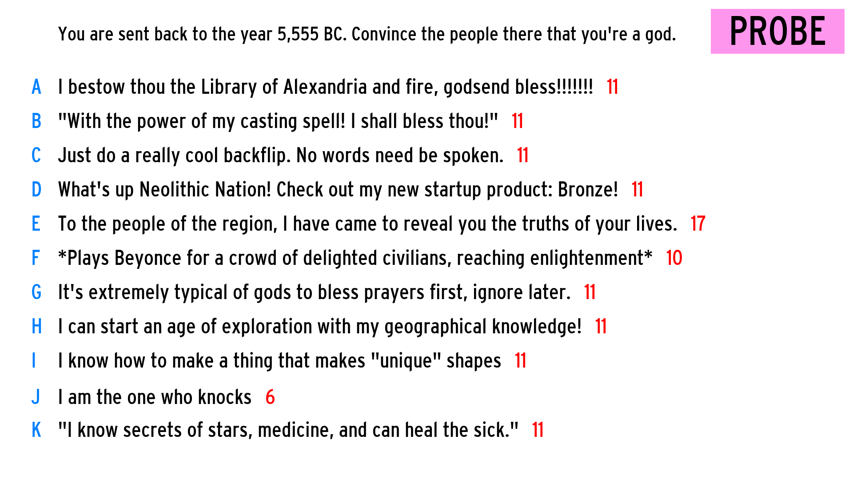 You are sent back to the year 5,555 BC. Convince the people there that you're a god.
PROBE
A I bestow thou the Library of Alexandria and fire, godsend bless!!!!!!! 11
B "With the power of my casting spell! I shall bless thou!" 11
C Just do a really cool backflip. No words need be spoken. 11
D What's up Neolithic Nation! Check out my new startup product: Bronze! 11
E To the people of the region, I have came to reveal you the truths of your lives. 17
F *Plays Beyonce for a crowd of delighted civilians, reaching enlightenment* 10
G It's extremely typical of gods to bless prayers first, ignore later. 11
H I can start an age of exploration with my geographical knowledge! 11
I I know how to make a thing that makes "unique" shapes 11
J I am the one who knocks 6
K "I know secrets of stars, medicine, and can heal the sick." 11